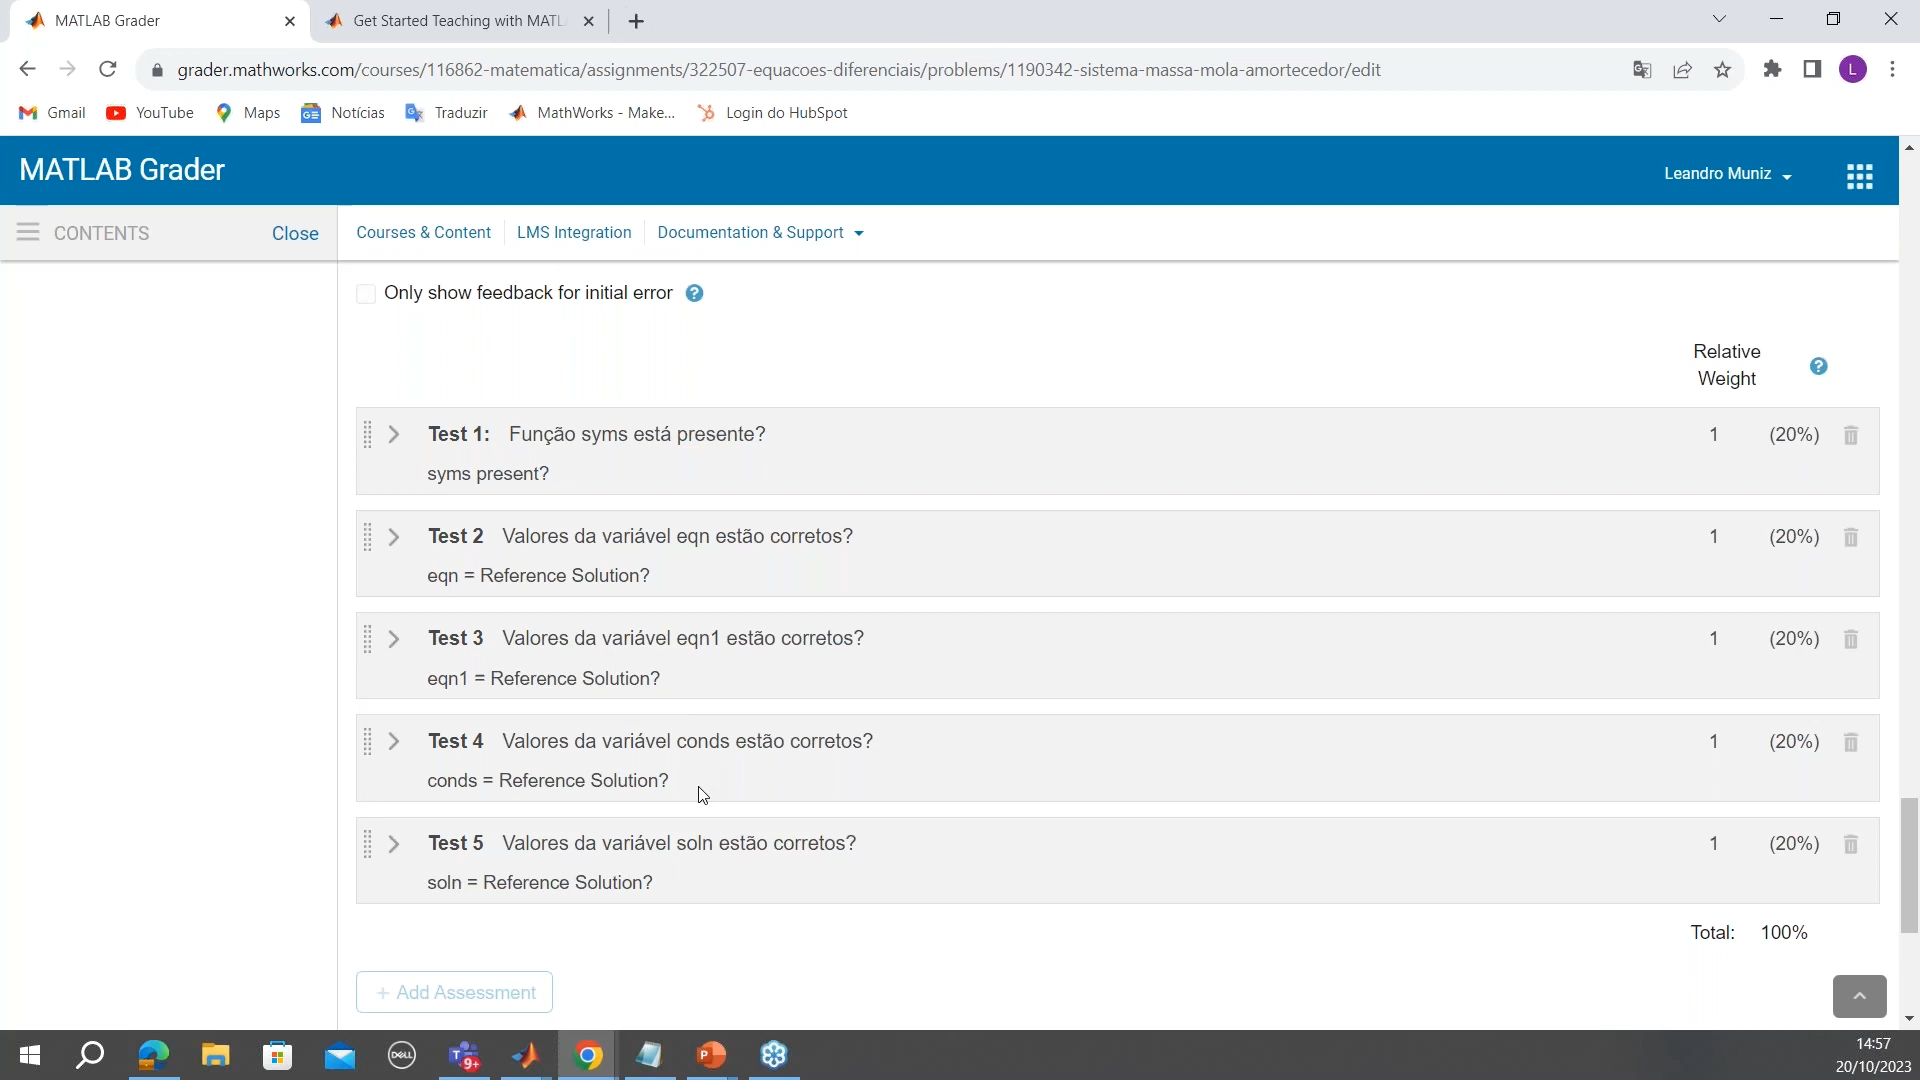 MATLAB Grader
Get Started Teaching with MATL
grader.mathworks.com/courses/116862-matematica/assignments/322507-equacoes-diferenciais/problems/1190342-sistema-massa-mola-amortecedor/edit
L
Gmail
YouTube
Maps
Notícias
Traduzir
MathWorks - Make...
Login do HubSpot
MATLAB Grader
Leandro Muniz
CONTENTS
Close
Courses & Content
LMS Integration
Documentation & Support
Only show feedback for initial error
Relative
Weight
Test 1: Função syms está presente? 1 (20%)
syms present?
Test 2 Valores da variável eqn estão corretos? 1 (20%)
eqn = Reference Solution?
Test 3 Valores da variável eqn1 estão corretos? 1 (20%)
eqn1 = Reference Solution?
Test 4 Valores da variável conds estão corretos? 1 (20%)
conds = Reference Solution?
Test 5 Valores da variável soln estão corretos? 1 (20%)
soln = Reference Solution?
Total: 100%
+ Add Assessment
DELL
9+
14:57
20/10/2023